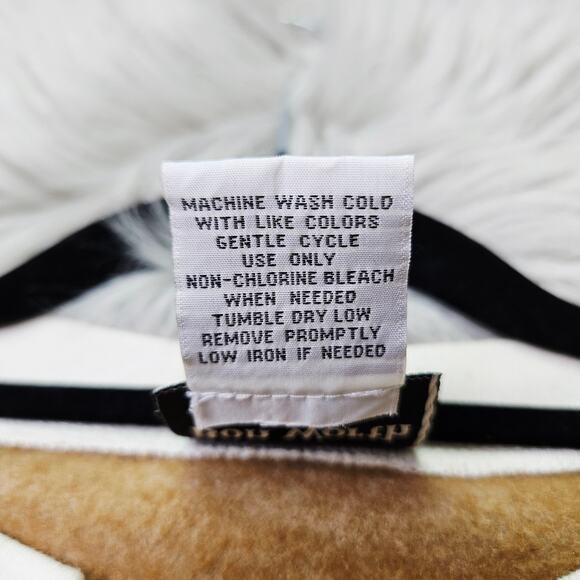 MACHINE WASH COLD
WITH LIKE COLORS
GENTLE CYCLE
USE ONLY
NON-CHLORINE BLEACH
WHEN NEEDED
TUMBLE DRY LOW
REMOVE PROMPTLY
LOW IRON IF NEEDED